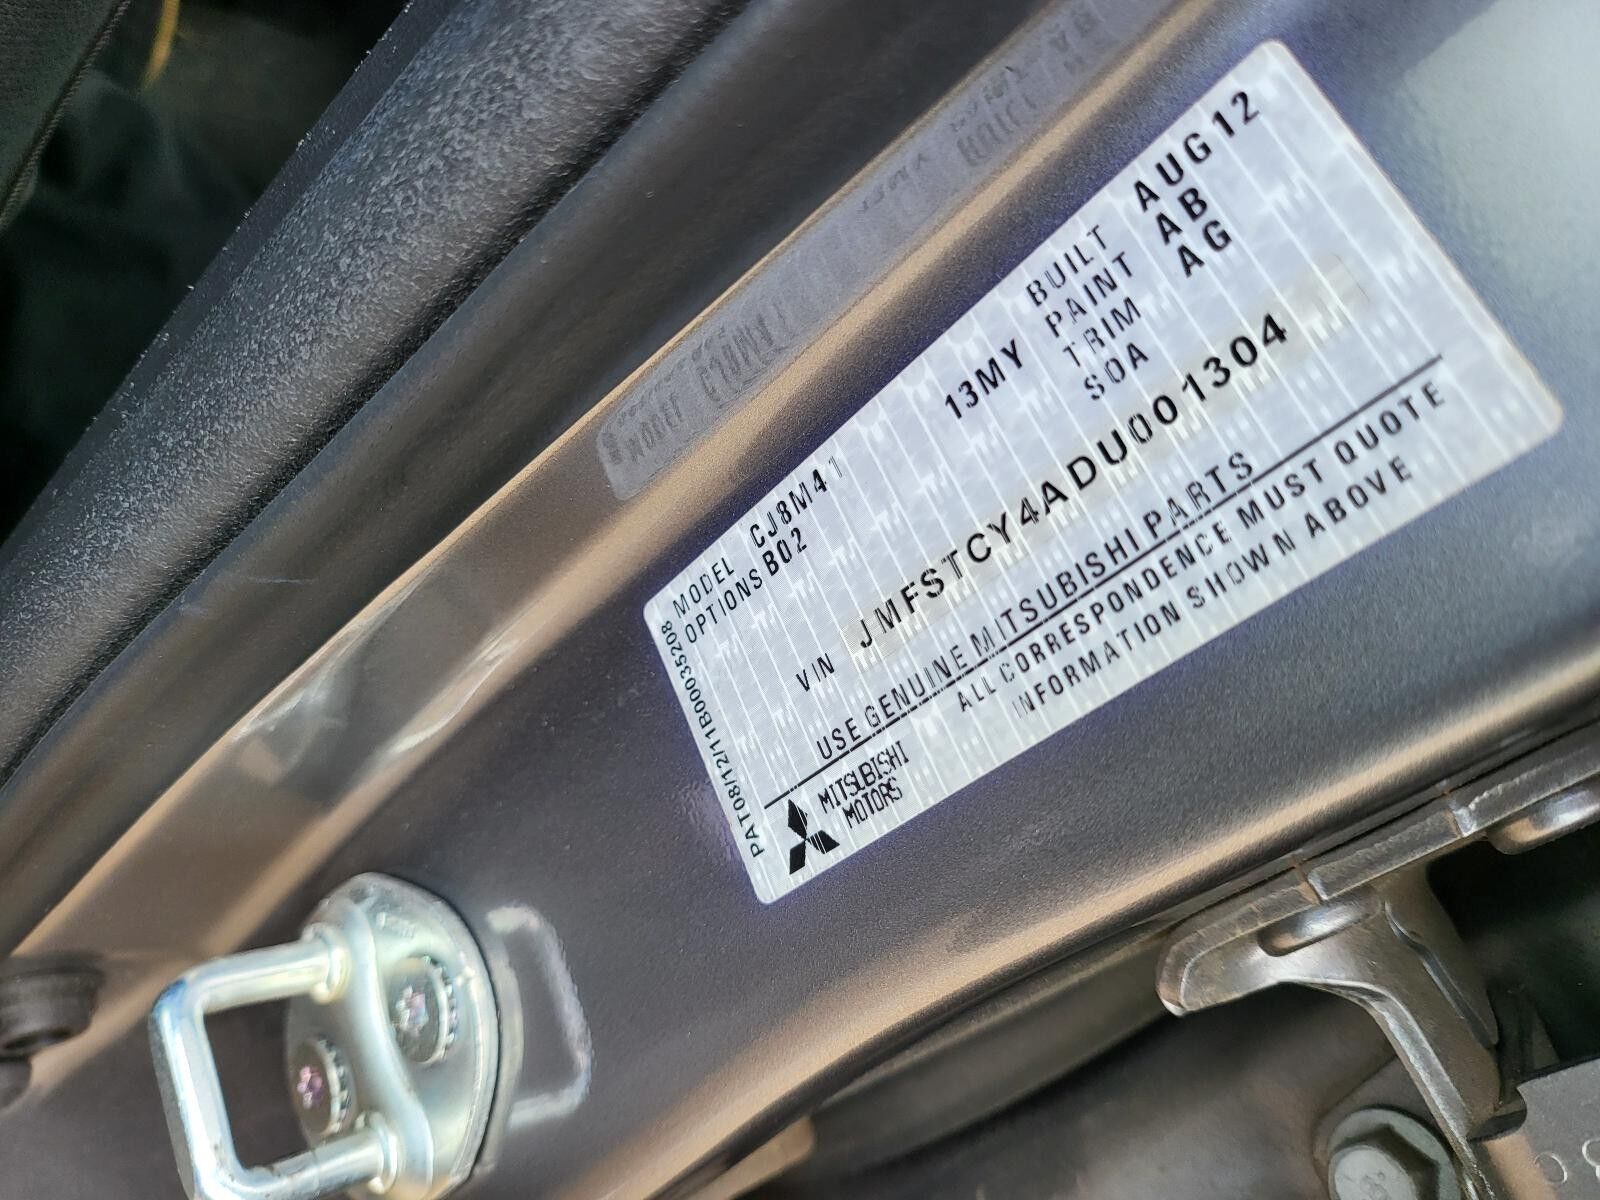 MODEL CJ8M41 13MY BUILT AUG12
OPTIONS B02 PAINT AB
TRIM AG
SOA
VIN JMFSTCY4ADU001304
USE GENUINE MITSUBISHI PARTS
MITSUBISHI MOTORS
ALL CORRESPONDENCE MUST QUOTE
INFORMATION SHOWN ABOVE
PAT08/12/11B00035208